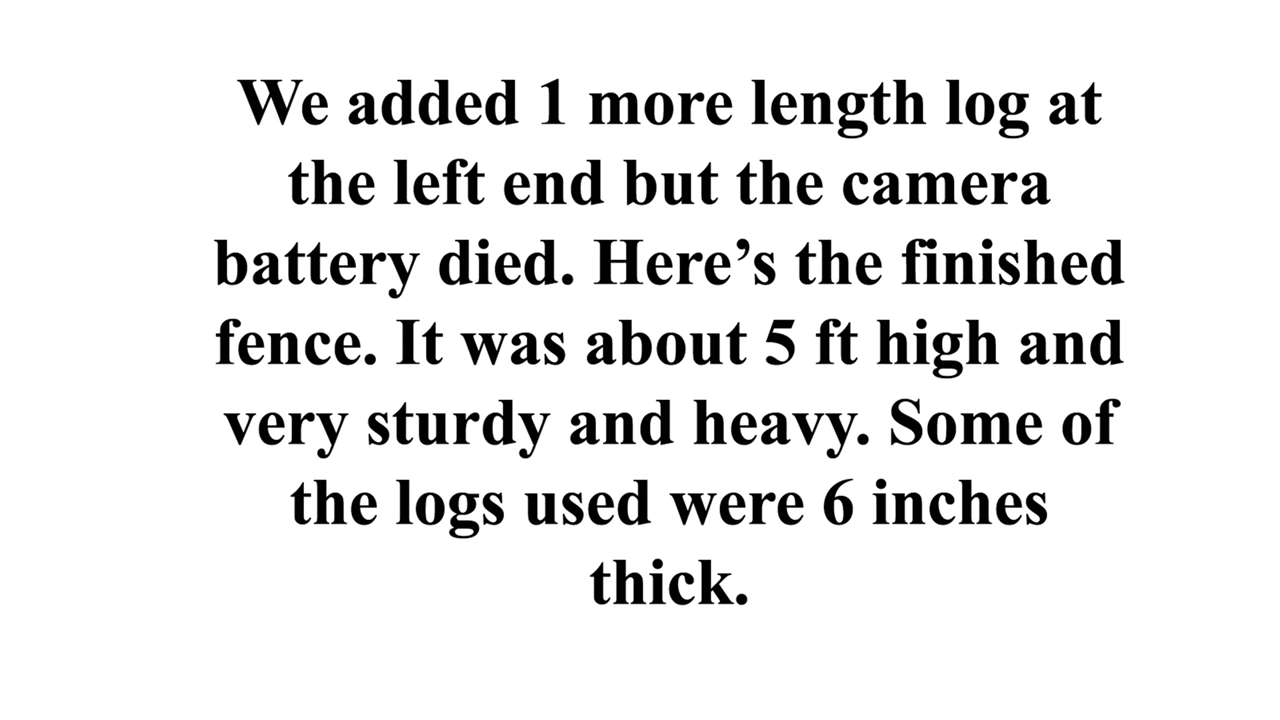 We added 1 more length log at
the left end but the camera
battery died. Here’s the finished
fence. It was about 5 ft high and
very sturdy and heavy. Some of
the logs used were 6 inches
thick.